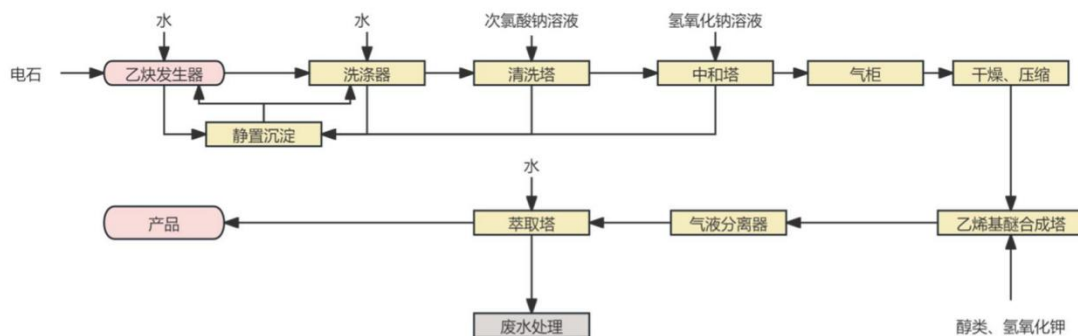 水
水
次氯酸钠溶液
氢氧化钠溶液
电石
乙炔发生器
洗涤器
清洗塔
中和塔
气柜
干燥、压缩
静置沉淀
水
产品
萃取塔
气液分离器
乙烯基醚合成塔
废水处理
醇类、氢氧化钾